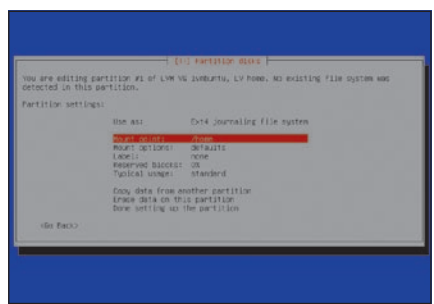 [!!] Partition disks
You are editing partition #1 of LVM VG ivmbuntu, LV home. No existing file system was
detected in this partition.
Partition settings:
Use as: Ext4 journaling file system
Mount point: /home
Mount options: defaults
Label: none
Reserved blocks: 0%
Typical usage: standard
Copy data from another partition
Erase data on this partition
Done setting up the partition
<Go Back>